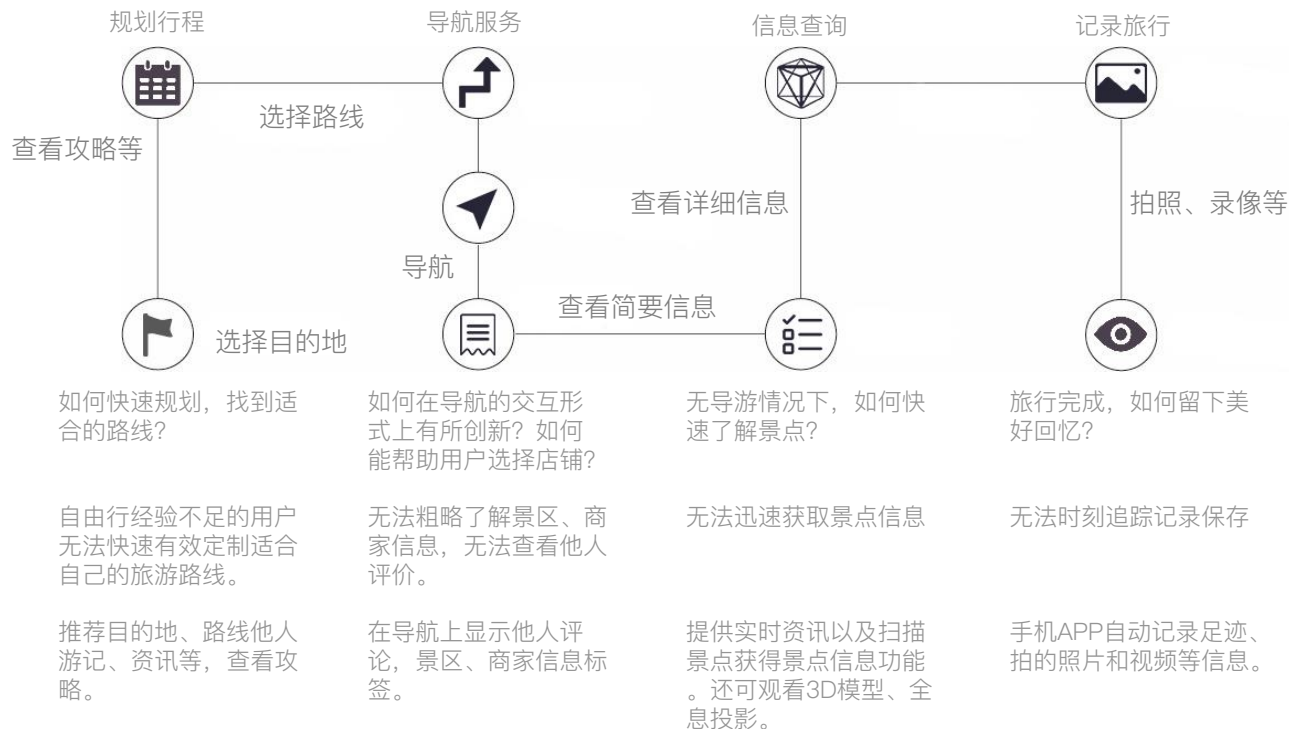 规划行程
导航服务
信息查询
记录旅行
选择路线
查看攻略等
查看详细信息
拍照、录像等
导航
查看简要信息
选择目的地
如何快速规划，找到适
合的路线？
如何在导航的交互形
式上有所创新？如何
能帮助用户选择店铺？
无导游情况下，如何快
速了解景点？
旅行完成，如何留下美
好回忆？
自由行经验不足的用户
无法快速有效定制适合
自己的旅游路线。
无法粗略了解景区、商
家信息，无法查看他人
评价。
无法迅速获取景点信息
无法时刻追踪记录保存
推荐目的地、路线他人
游记、资讯等，查看攻
略。
在导航上显示他人评
论，景区、商家信息标
签。
提供实时资讯以及扫描
景点获得景点信息功能
。还可观看3D模型、全
息投影。
手机APP自动记录足迹、
拍的照片和视频等信息。